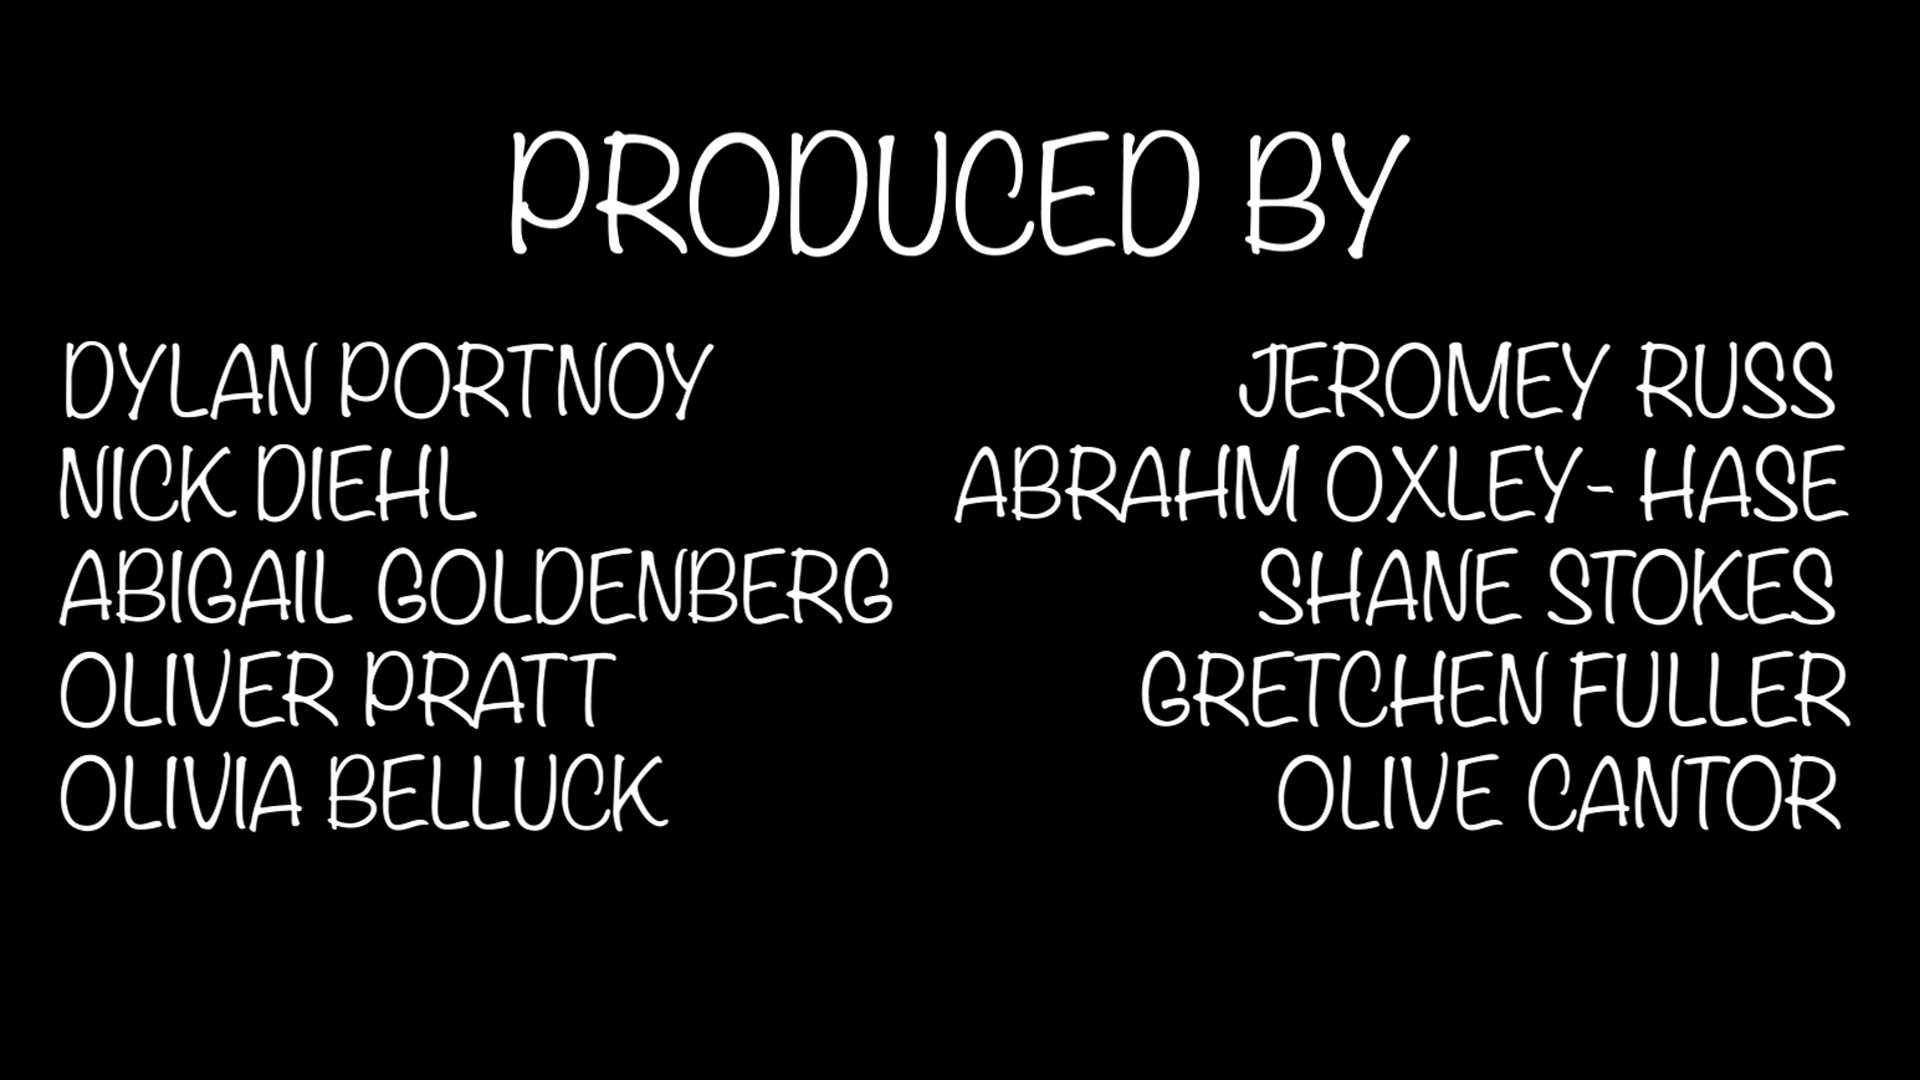 PRODUCED BY
DYLAN PORTNOY
NICK DIEHL
ABIGAIL GOLDENBERG
OLIVER PRATT
OLIVIA BELLUCK
JEROMEY RUSS
ABRAHM OXLEY- HASE
SHANE STOKES
GRETCHEN FULLER
OLIVE CANTOR